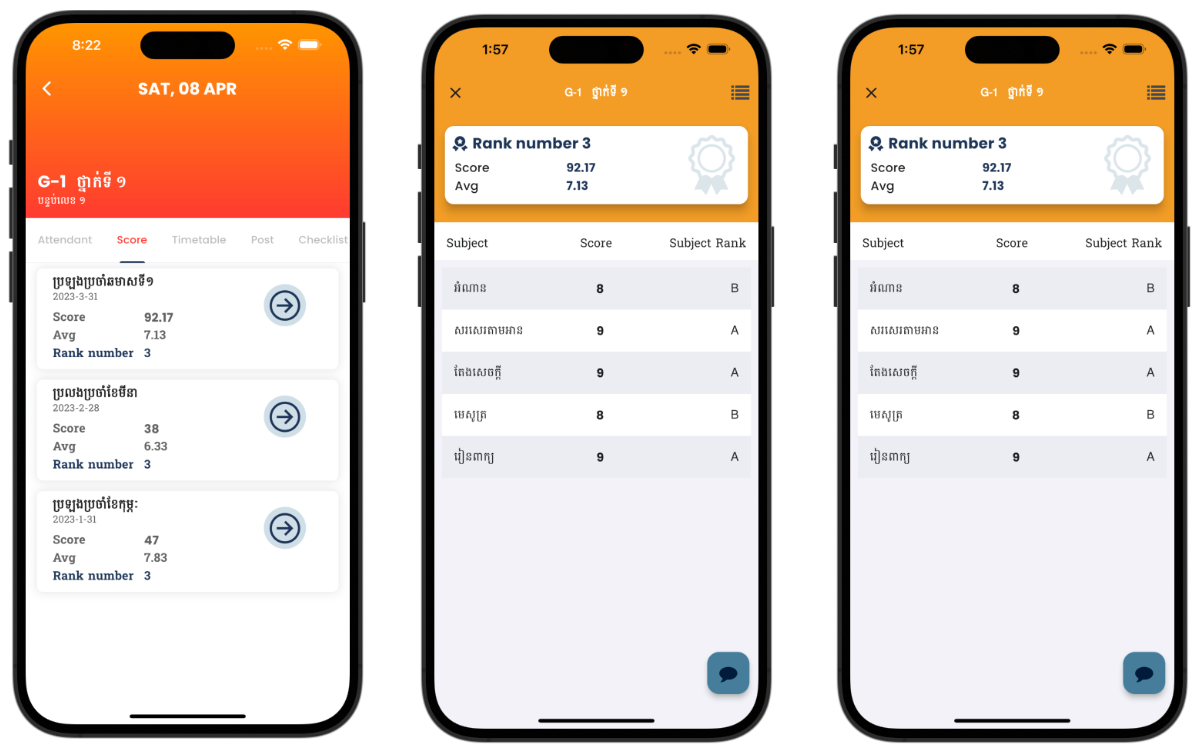 8:22
SAT, 08 APR
G-1 ថ្នាក់ទី ១
បន្ទប់លេខ ១
Attendant Score Timetable Post Checklist
ប្រឡងប្រចាំឆមាសទី១
2023-3-31
Score 92.17
Avg 7.13
Rank number 3
ប្រលងប្រចាំខែមីនា
2023-2-28
Score 38
Avg 6.33
Rank number 3
ប្រឡងប្រចាំខែកុម្ភៈ
2023-1-31
Score 47
Avg 7.83
Rank number 3
1:57
G-1 ថ្នាក់ទី ១
Rank number 3
Score 92.17
Avg 7.13
Subject Score Subject Rank
អំណាន 8 B
សរសេរតាមអាន 9 A
តែងសេចក្តី 9 A
មេសូត្រ 8 B
រៀនពាក្យ 9 A
1:57
G-1 ថ្នាក់ទី ១
Rank number 3
Score 92.17
Avg 7.13
Subject Score Subject Rank
អំណាន 8 B
សរសេរតាមអាន 9 A
តែងសេចក្តី 9 A
មេសូត្រ 8 B
រៀនពាក្យ 9 A